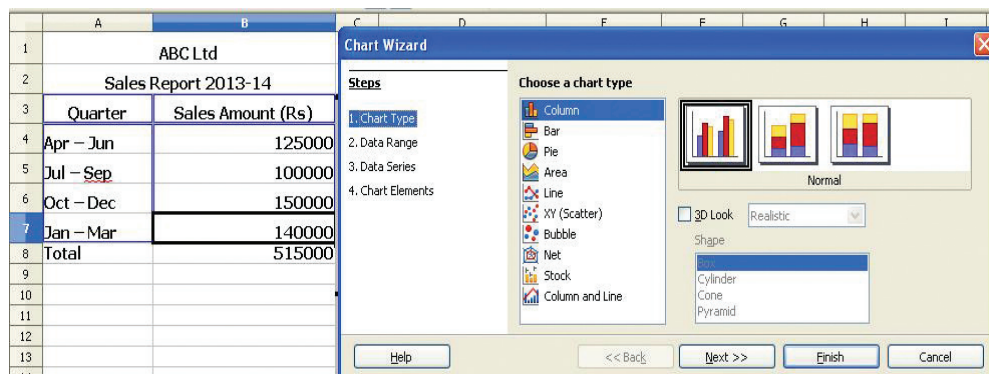 A B C D E F G H I
1 ABC Ltd
2 Sales Report 2013-14
3 Quarter Sales Amount (Rs)
4 Apr – Jun 125000
5 Jul – Sep 100000
6 Oct – Dec 150000
7 Jan – Mar 140000
8 Total 515000
9
10
11
12
13
Chart Wizard
Steps
1. Chart Type
2. Data Range
3. Data Series
4. Chart Elements
Choose a chart type
Column
Bar
Pie
Area
Line
XY (Scatter)
Bubble
Net
Stock
Column and Line
Normal
3D Look Realistic
Shape
Box
Cylinder
Cone
Pyramid
Help << Back Next >> Finish Cancel